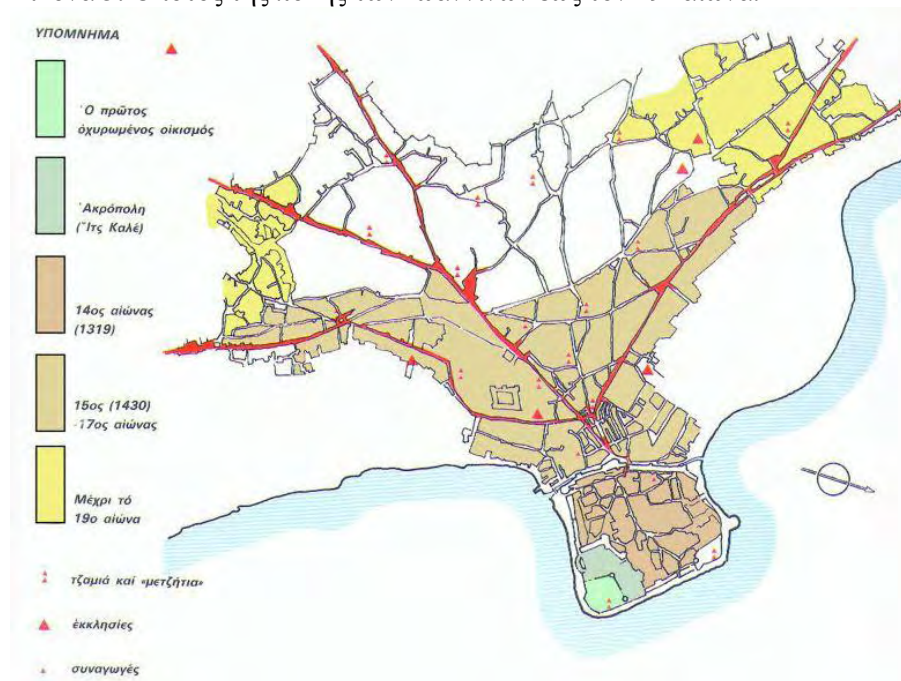 ΥΠΟΜΝΗΜΑ
Ὁ πρῶτος
ὀχυρωμένος οἰκισμός
Ἀκρόπολη
(Ἴτς Καλέ)
14ος αἰώνας
(1319)
15ος (1430)
-17ος αἰώνας
Μέχρι τό
19ο αἰώνα
τζαμιά καί «μετζήτια»
ἐκκλησίες
συναγωγές